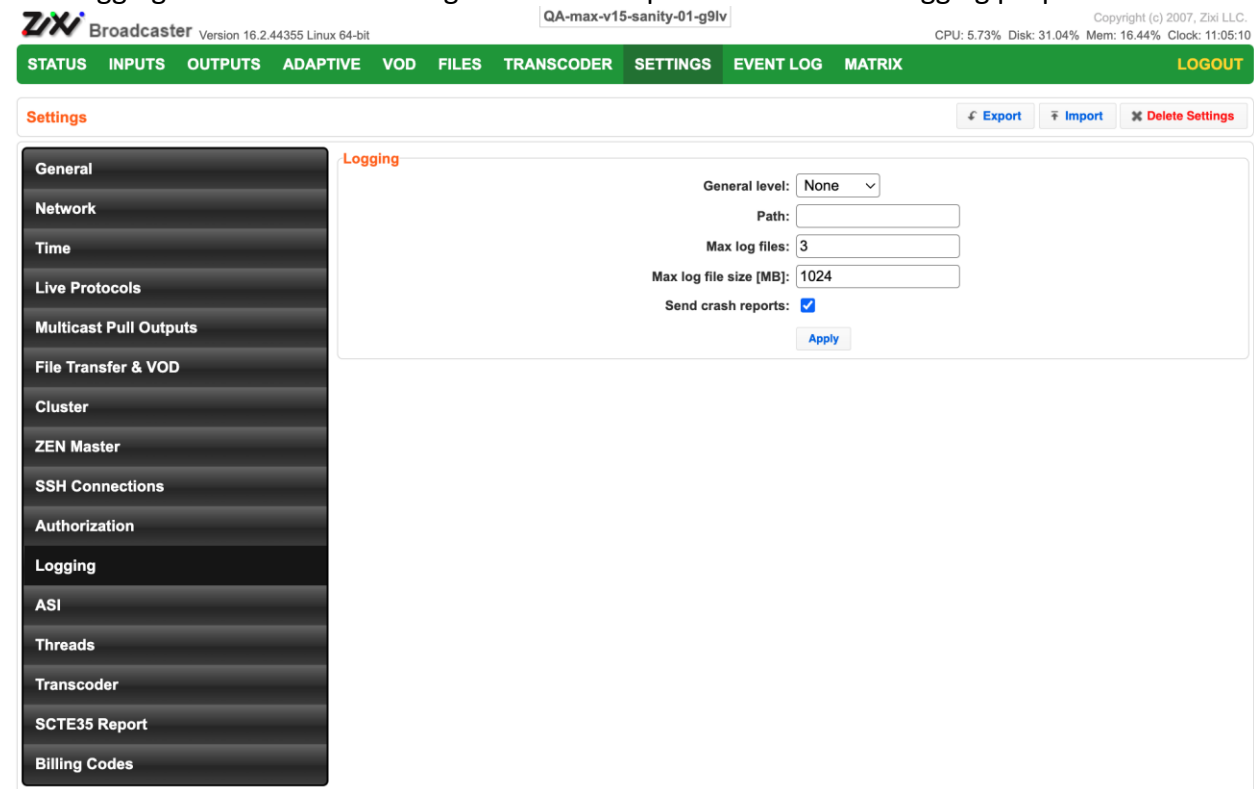 ZiXi Broadcaster Version 16.2.44355 Linux 64-bit
QA-max-v15-sanity-01-g9lv
Copyright (c) 2007, Zixi LLC.
CPU: 5.73% Disk: 31.04% Mem: 16.44% Clock: 11:05:10
STATUS INPUTS OUTPUTS ADAPTIVE VOD FILES TRANSCODER SETTINGS EVENT LOG MATRIX LOGOUT
Settings
Export Import Delete Settings
General
Network
Time
Live Protocols
Multicast Pull Outputs
File Transfer & VOD
Cluster
ZEN Master
SSH Connections
Authorization
Logging
ASI
Threads
Transcoder
SCTE35 Report
Billing Codes
Logging
General level: None
Path:
Max log files: 3
Max log file size [MB]: 1024
Send crash reports:
Apply